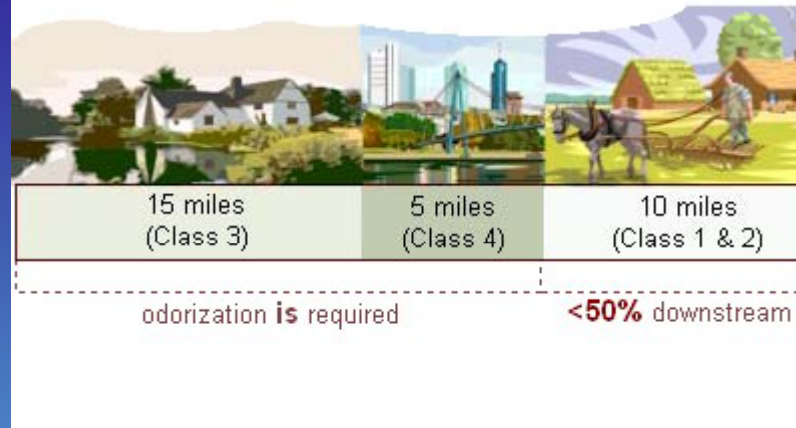 15 miles
(Class 3)
5 miles
(Class 4)
10 miles
(Class 1 & 2)
odorization is required
<50% downstream